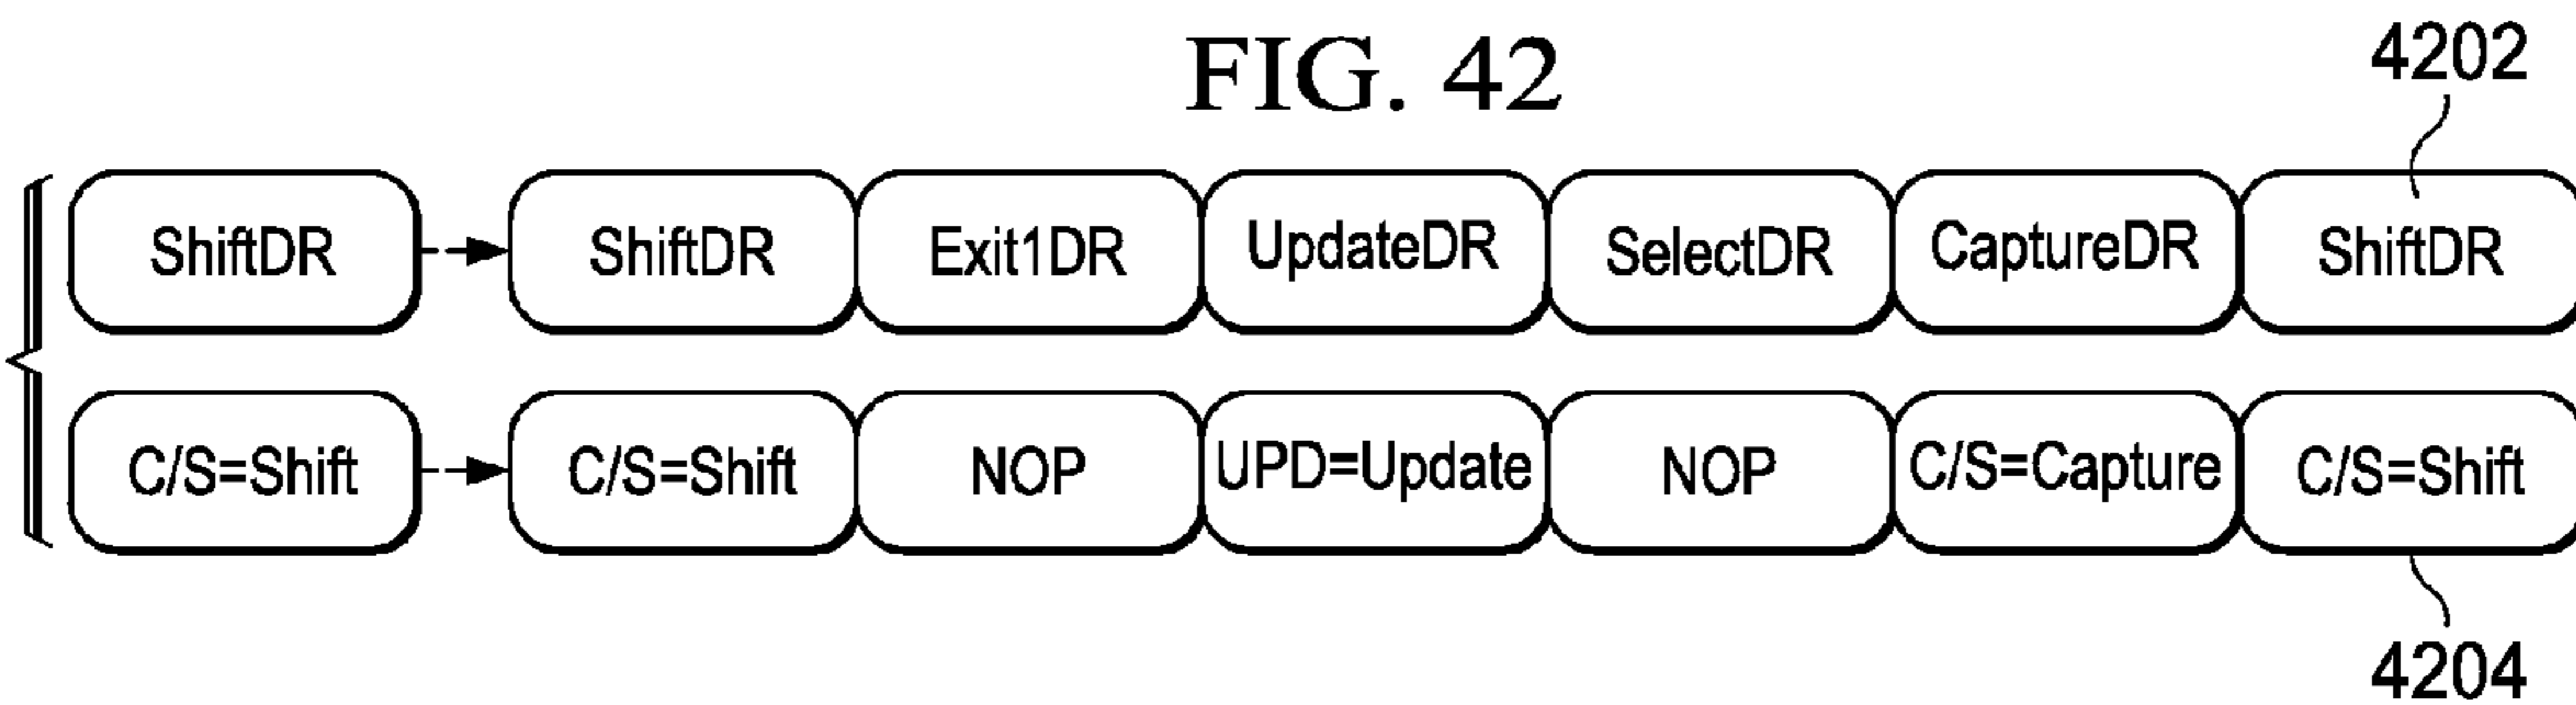 FIG. 42
4202
ShiftDR ShiftDR Exit1DR UpdateDR SelectDR CaptureDR ShiftDR
C/S=Shift C/S=Shift NOP UPD=Update NOP C/S=Capture C/S=Shift
4204